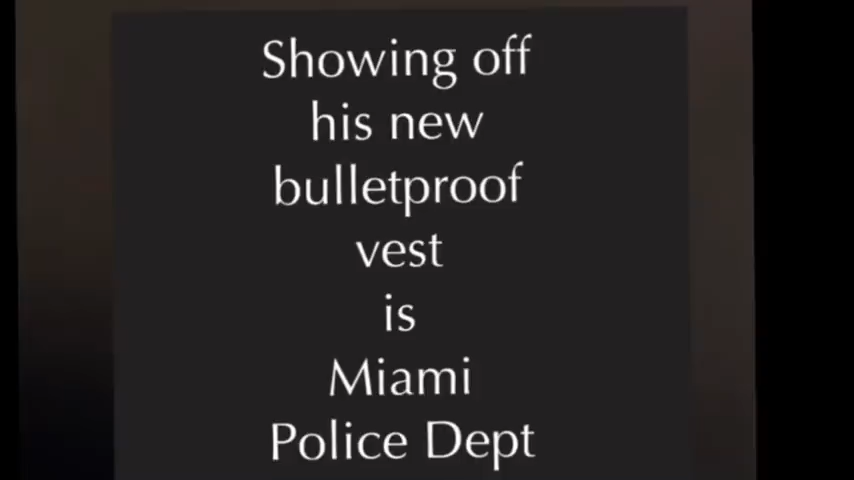 Showing off
his new
bulletproof
vest
is
Miami
Police Dept